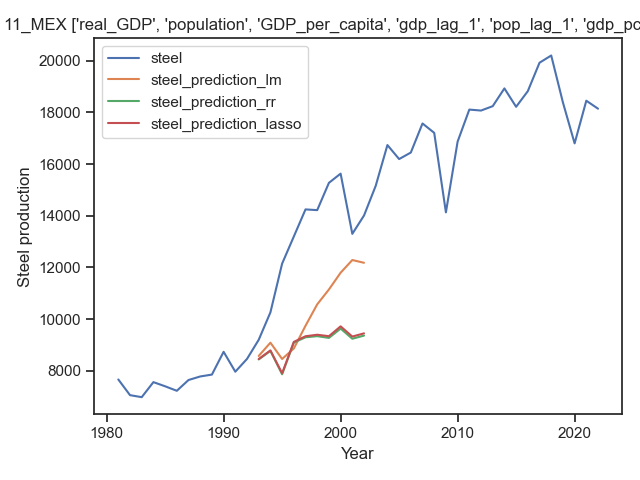 11_MEX ['real_GDP', 'population', 'GDP_per_capita', 'gdp_lag_1', 'pop_lag_1', 'gdp_pc
steel
steel_prediction_lm
steel_prediction_rr
steel_prediction_lasso
20000
18000
16000
14000
12000
10000
8000
Steel production
1980
1990
2000
2010
2020
Year